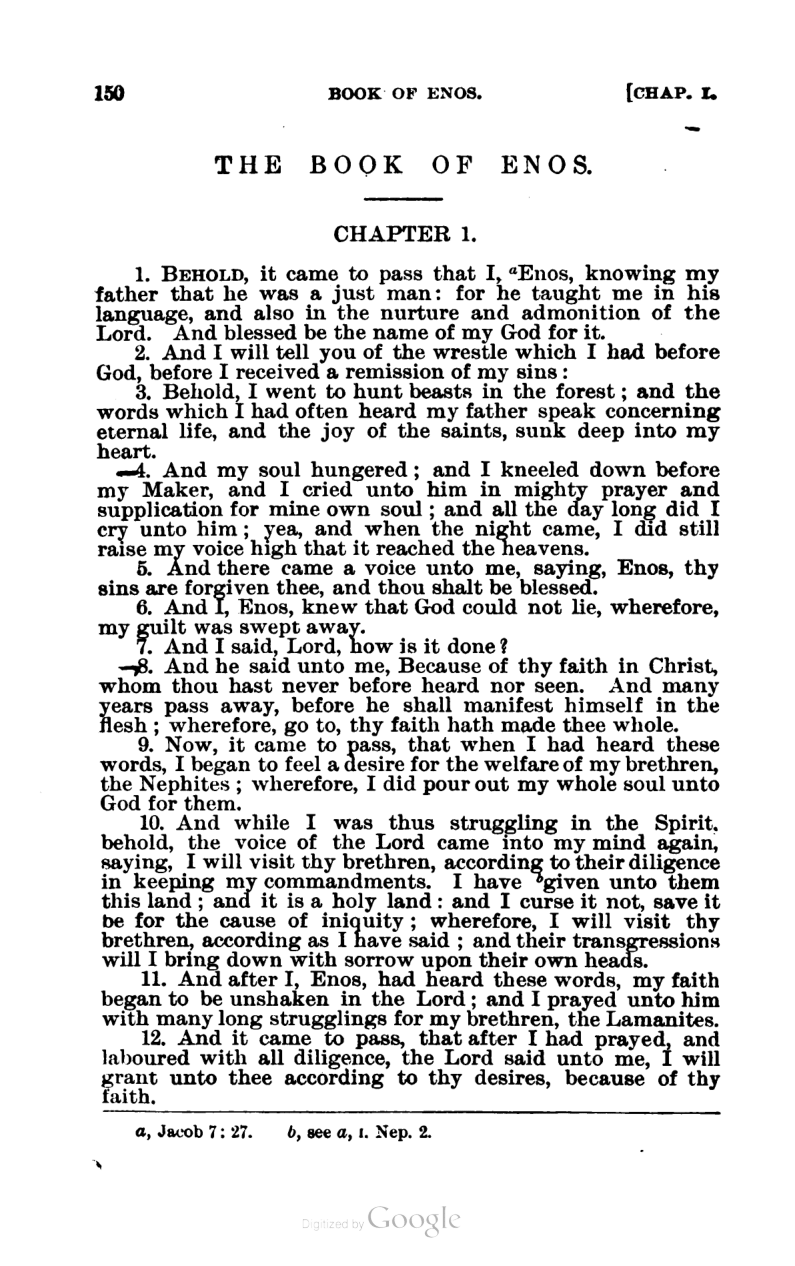 150 BOOK OF ENOS. [CHAP. I.
THE BOOK OF ENOS.
CHAPTER 1.
1. BEHOLD, it came to pass that I, aEnos, knowing my
father that he was a just man: for he taught me in his
language, and also in the nurture and admonition of the
Lord. And blessed be the name of my God for it.
2. And I will tell you of the wrestle which I had before
God, before I received a remission of my sins :
3. Behold, I went to hunt beasts in the forest ; and the
words which I had often heard my father speak concerning
eternal life, and the joy of the saints, sunk deep into my
heart.
4. And my soul hungered ; and I kneeled down before
my Maker, and I cried unto him in mighty prayer and
supplication for mine own soul ; and all the day long did I
cry unto him ; yea, and when the night came, I did still
raise my voice high that it reached the heavens.
5. And there came a voice unto me, saying, Enos, thy
sins are forgiven thee, and thou shalt be blessed.
6. And I, Enos, knew that God could not lie, wherefore,
my guilt was swept away.
7. And I said, Lord, how is it done ?
8. And he said unto me, Because of thy faith in Christ,
whom thou hast never before heard nor seen. And many
years pass away, before he shall manifest himself in the
flesh ; wherefore, go to, thy faith hath made thee whole.
9. Now, it came to pass, that when I had heard these
words, I began to feel a desire for the welfare of my brethren,
the Nephites ; wherefore, I did pour out my whole soul unto
God for them.
10. And while I was thus struggling in the Spirit,
behold, the voice of the Lord came into my mind again,
saying, I will visit thy brethren, according to their diligence
in keeping my commandments. I have bgiven unto them
this land ; and it is a holy land : and I curse it not, save it
be for the cause of iniquity ; wherefore, I will visit thy
brethren, according as I have said ; and their transgressions
will I bring down with sorrow upon their own heads.
11. And after I, Enos, had heard these words, my faith
began to be unshaken in the Lord ; and I prayed unto him
with many long strugglings for my brethren, the Lamanites.
12. And it came to pass, that after I had prayed, and
laboured with all diligence, the Lord said unto me, I will
grant unto thee according to thy desires, because of thy
faith.
a, Jacob 7: 27. b, see a, I. Nep. 2.
Digitized by Google